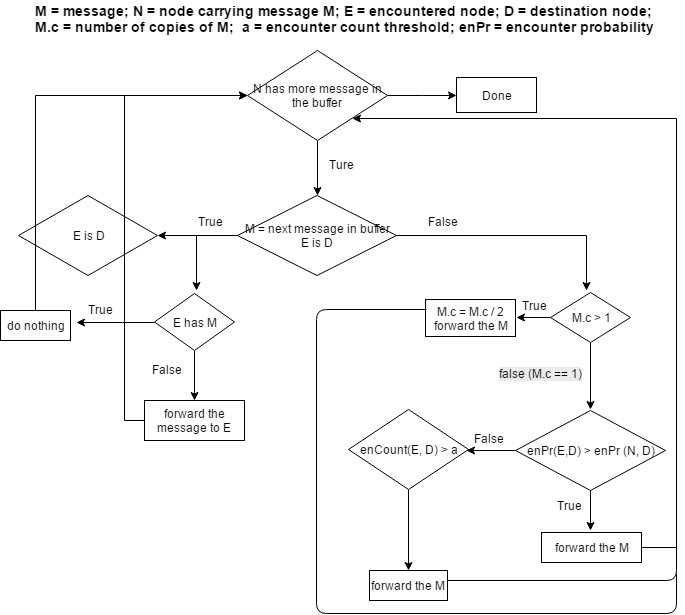 M = message; N = node carrying message M; E = encountered node; D = destination node;
M.c = number of copies of M; a = encounter count threshold; enPr = encounter probability
N has more message in
the buffer
Done
Ture
True
M = next message in buffer
E is D
False
E is D
do nothing
True
E has M
M.c = M.c / 2
forward the M
True
M.c > 1
False
false (M.c == 1)
forward the
message to E
enCount(E, D) > a
False
enPr(E,D) > enPr (N, D)
True
forward the M
forward the M